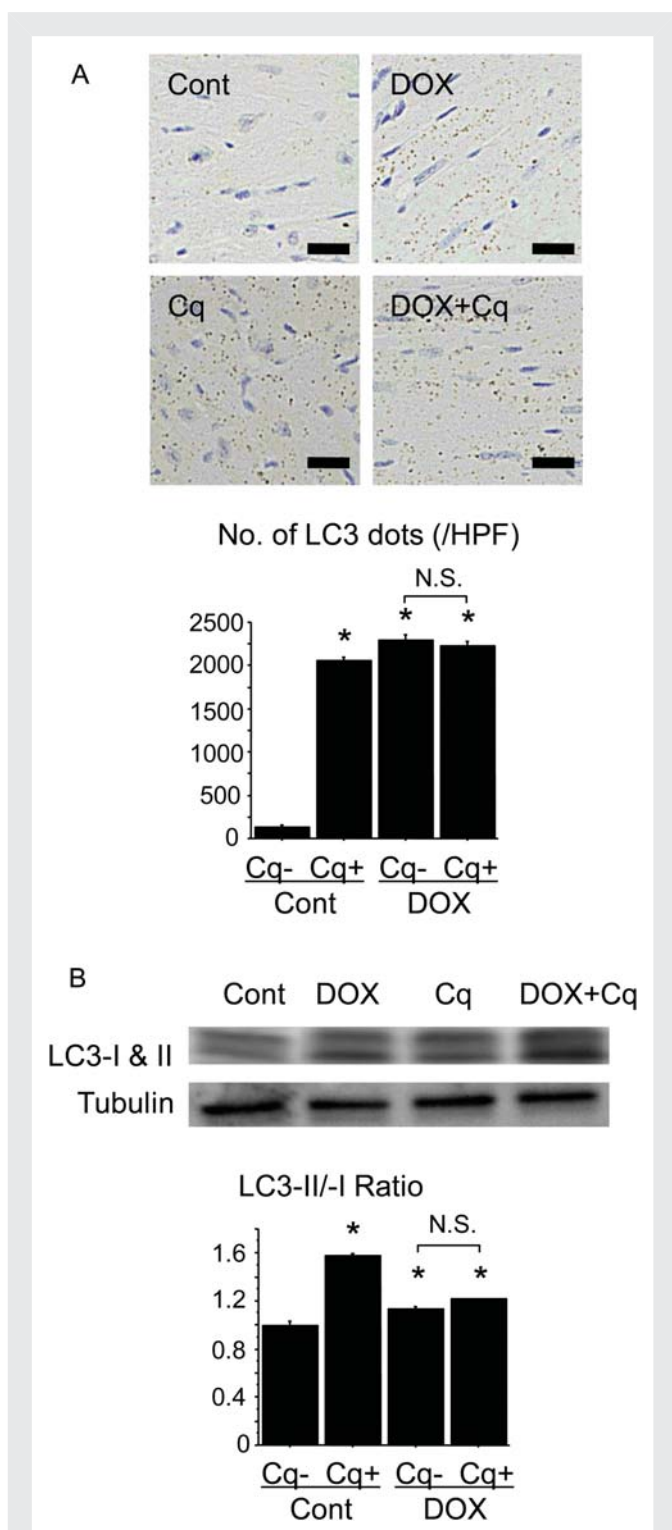 A
Cont DOX
Cq DOX+Cq
No. of LC3 dots (/HPF)
N.S.
* * *
2500
2000
1500
1000
500
0
Cq- Cq+ Cq- Cq+
Cont DOX
B
Cont DOX Cq DOX+Cq
LC3-I & II
Tubulin
LC3-II/-I Ratio
N.S.
* * *
1.6
1.2
0.8
0.4
0
Cq- Cq+ Cq- Cq+
Cont DOX